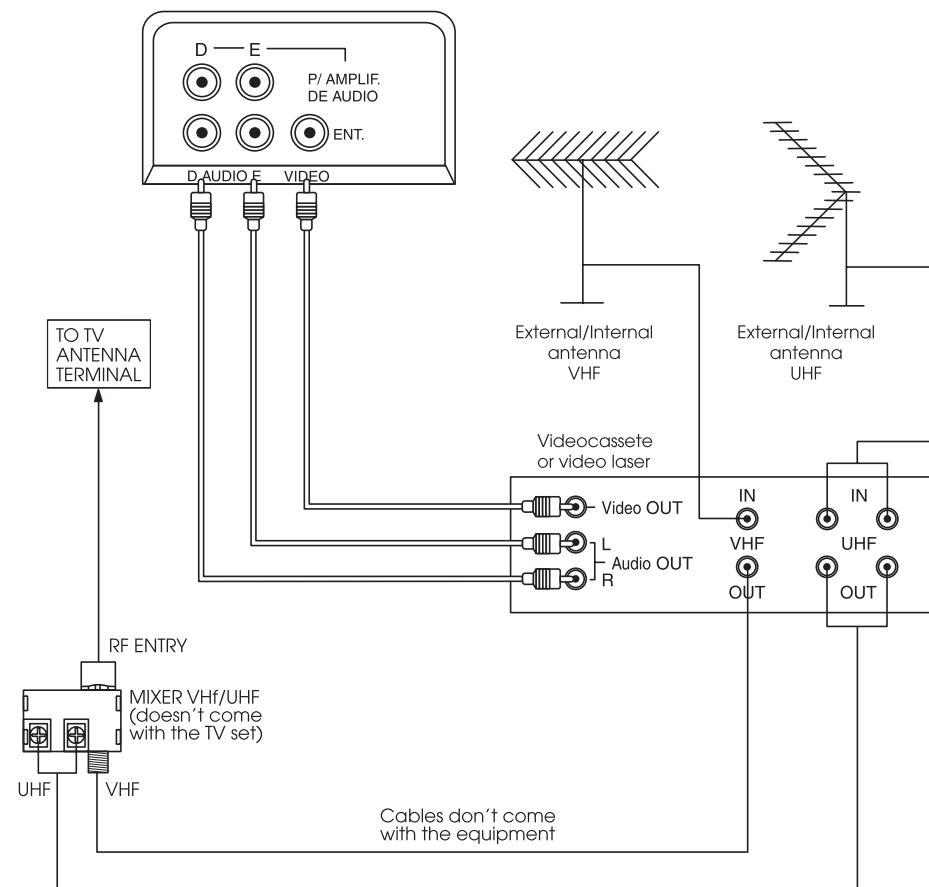 D E
P/ AMPLIF.
DE AUDIO
ENT.
D AUDIO E VIDEO
External/Internal
antenna
VHF
External/Internal
antenna
UHF
TO TV
ANTENNA
TERMINAL
Videocassete
or video laser
Video OUT
L
Audio OUT
R
IN
VHF
OUT
IN
UHF
OUT
RF ENTRY
MIXER VHf/UHF
(doesn't come
with the TV set)
UHF
VHF
Cables don't come
with the equipment